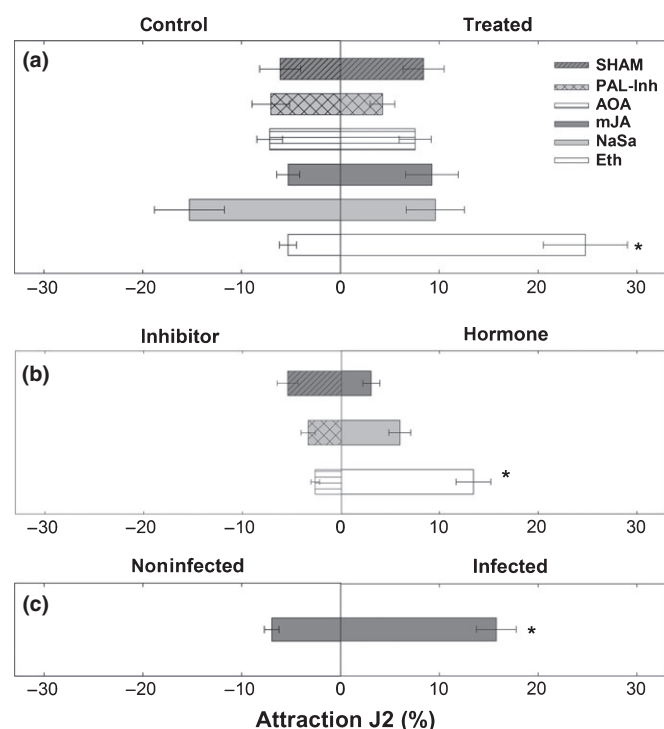 Control Treated
(a)
SHAM
PAL-Inh
AOA
mJA
NaSa
Eth
*
–30 –20 –10 0 10 20 30
Inhibitor Hormone
(b)
*
–30 –20 –10 0 10 20 30
Noninfected Infected
(c)
*
–30 –20 –10 0 10 20 30
Attraction J2 (%)